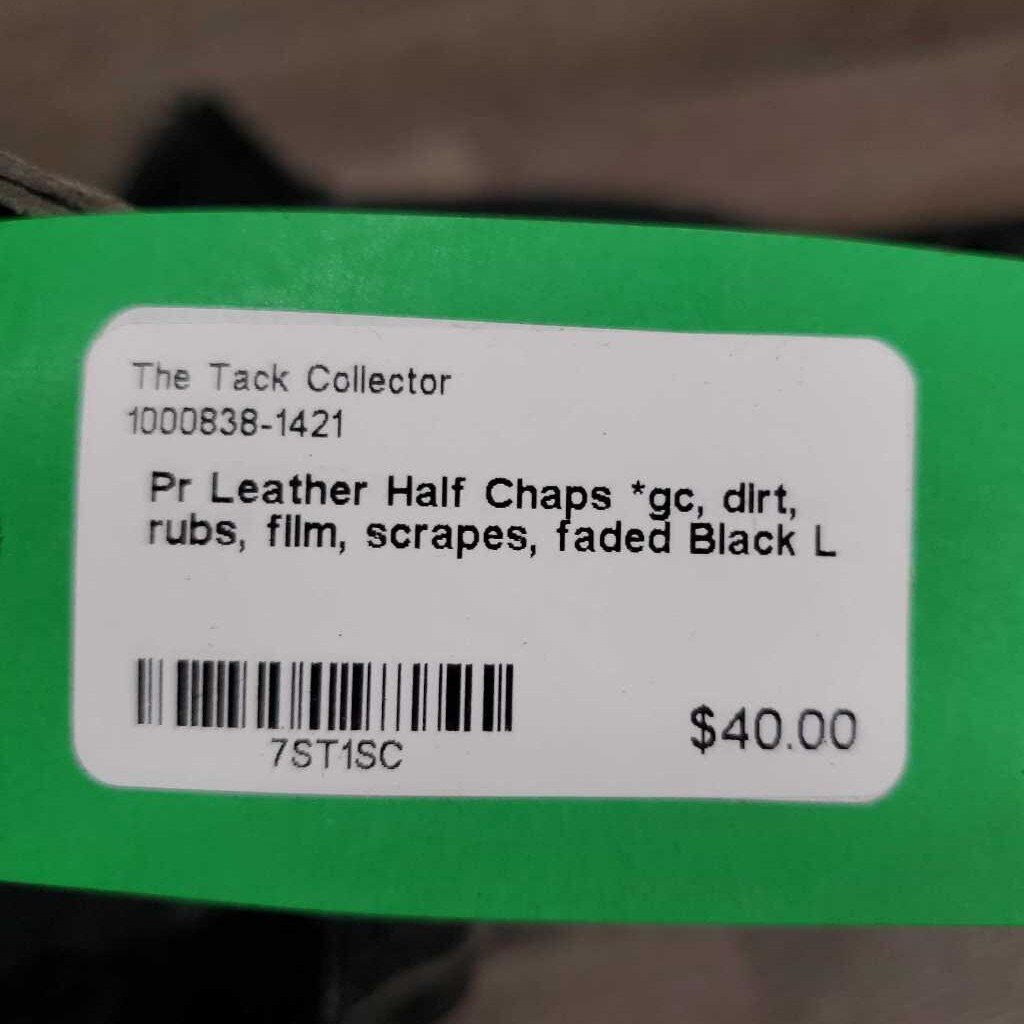 The Tack Collector
1000838-1421
Pr Leather Half Chaps *gc, dirt,
rubs, film, scrapes, faded Black L
7ST1SC
$40.00